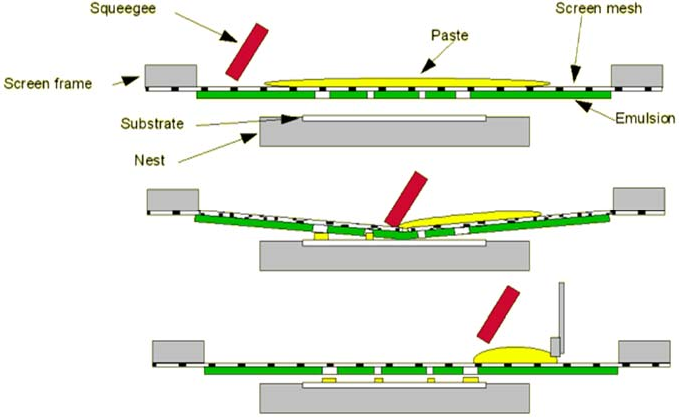 Squeegee
Screen mesh
Paste
Screen frame
Substrate
Emulsion
Nest